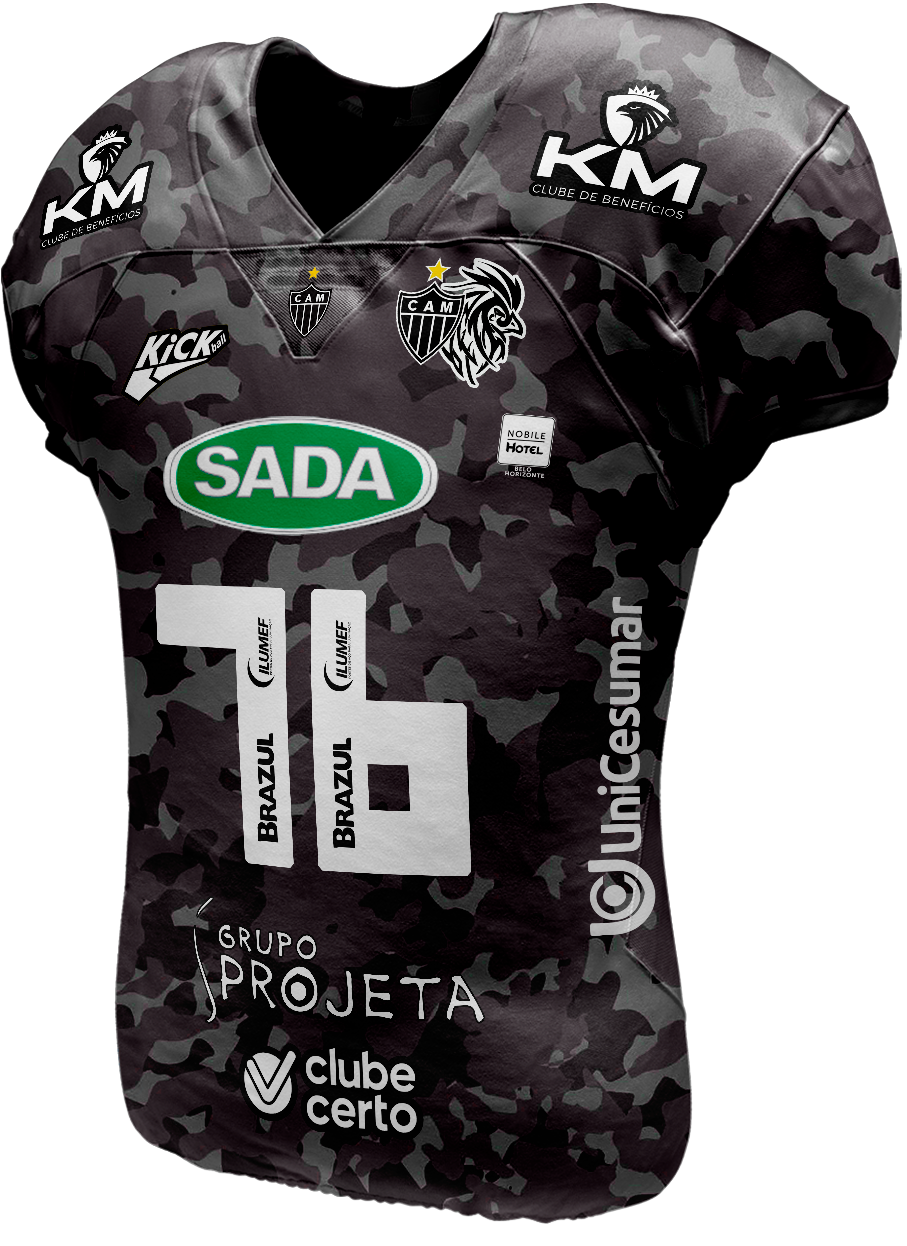 KM
CLUBE DE BENEFÍCIOS
KM
CLUBE DE BENEFÍCIOS
CAM
CAM
KiCK
ball
SADA
NOBILE
HOTEL
BELO
HORIZONTE
76
ILUMEF
ILUMEF
BRAZUL
BRAZUL
UniCesumar
GRUPO
PROJETA
clube
certo